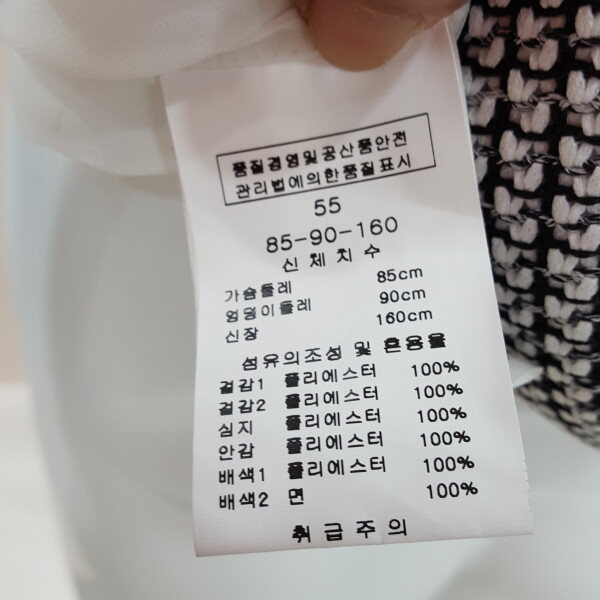 품질경영및공산품안전
관리법에의한품질표시
55
85-90-160
신체치수
가슴둘레 85cm
엉덩이둘레 90cm
신장 160cm
섬유의조성 및 혼용율
겉감1 폴리에스터 100%
겉감2 폴리에스터 100%
심지 폴리에스터 100%
안감 폴리에스터 100%
배색1 폴리에스터 100%
배색2 면 100%
취급주의